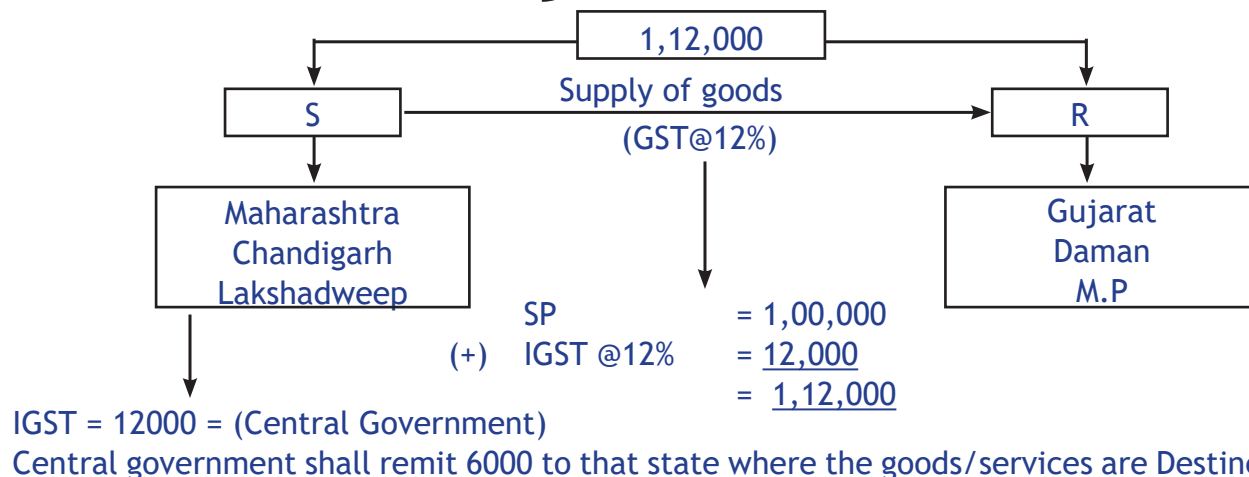 1,12,000
Supply of goods
S
R
(GST@12%)
Maharashtra
Chandigarh
Lakshadweep
Gujarat
Daman
M.P
SP = 1,00,000
(+) IGST @12% = 12,000
= 1,12,000
IGST = 12000 = (Central Government)
Central government shall remit 6000 to that state where the goods/services are Destine